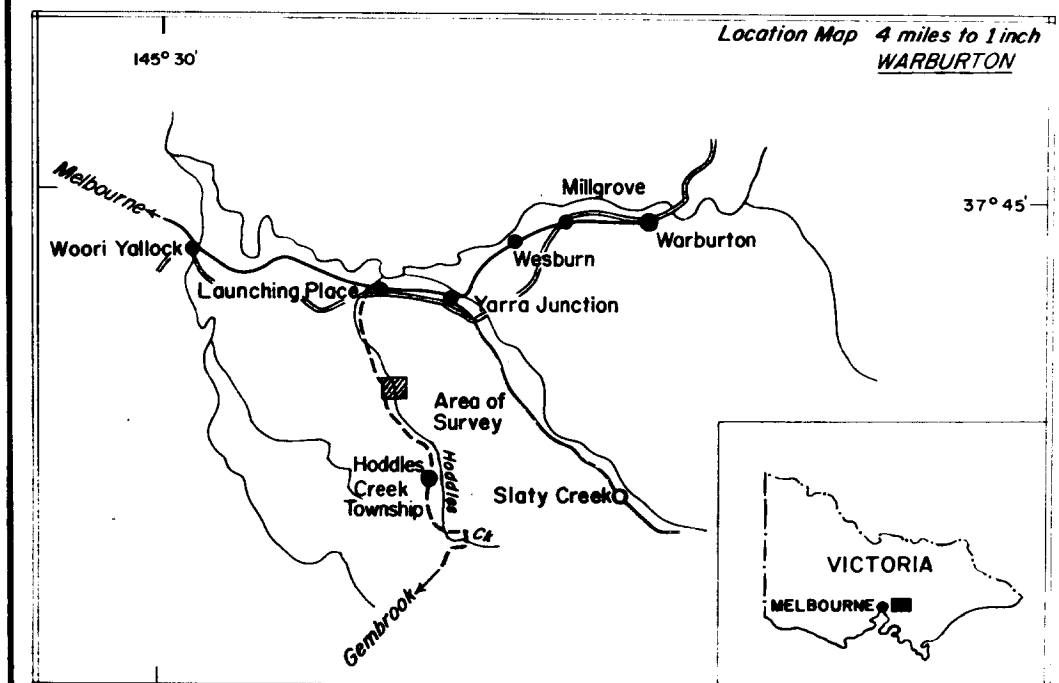 Location Map 4 miles to 1 inch
WARBURTON
145° 30'
37° 45'
Melbourne
Woori Yallock
Launching Place
Millgrove
Warburton
Wesburn
Yarra Junction
Area of
Survey
Hoddles
Creek
Township
Hoddles
Ck
Slaty Creek
Gembrook
VICTORIA
MELBOURNE